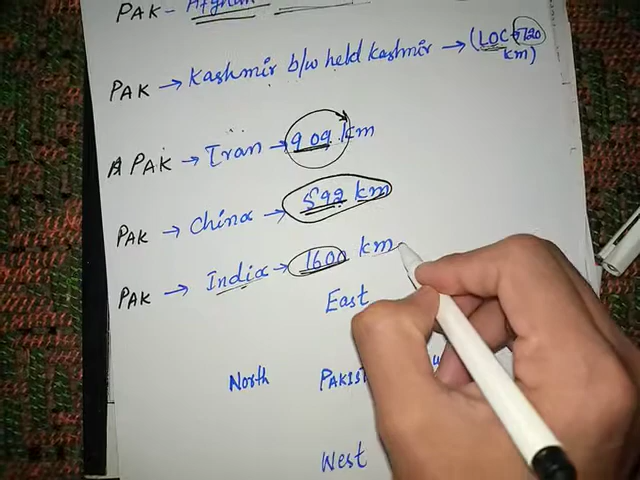 PAK - Afghan
PAK → Kashmir b/w held Kashmir → (LOC → 720 km)
PAK → Iran → 909 km
PAK → China → 592 km
PAK → India → 1600 km
East
North PAKIST
West